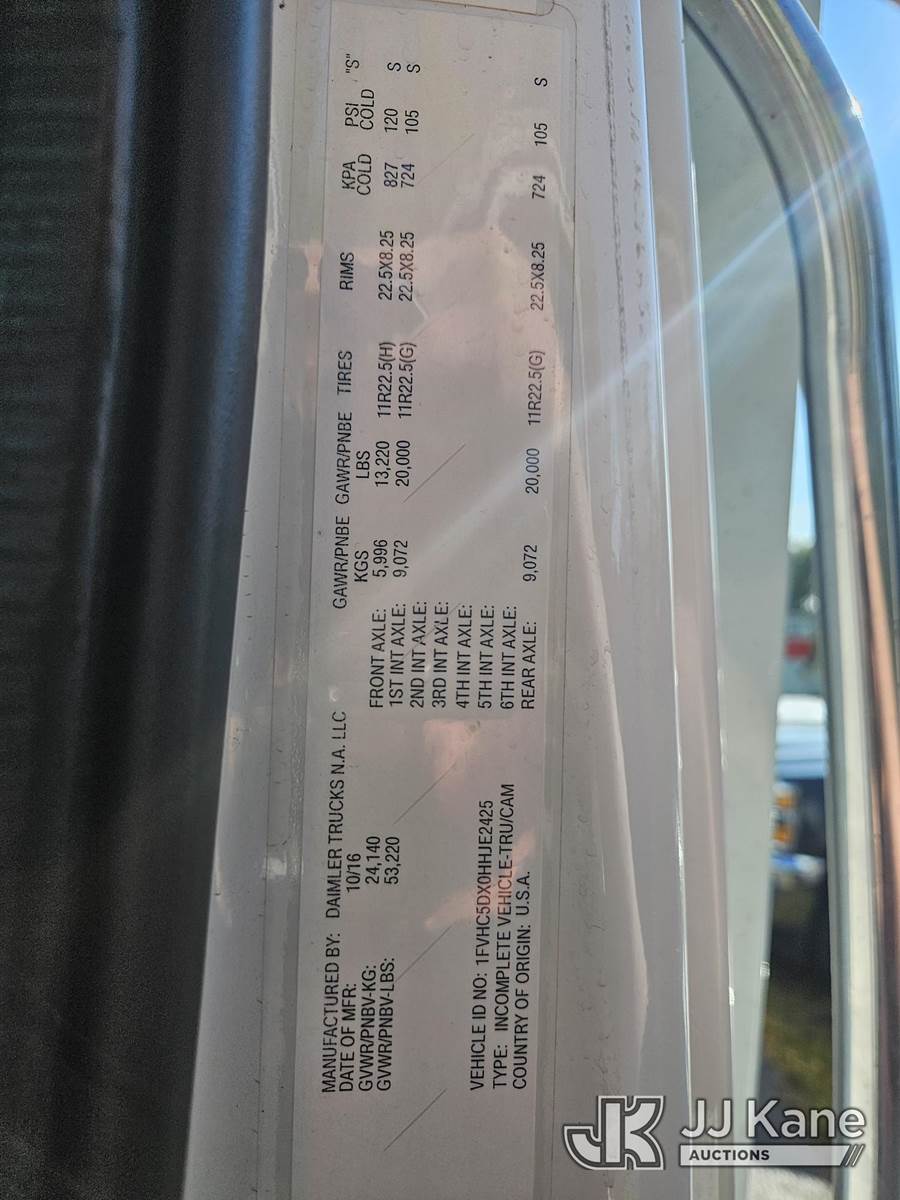 MANUFACTURED BY: DAIMLER TRUCKS N.A. LLC
DATE OF MFR: 10/16
GVWR/PNBV-KG: 24,140
GVWR/PNBV-LBS: 53,220
VEHICLE ID NO: 1FVHC5DX0HHJE2425
TYPE: INCOMPLETE VEHICLE-TRU/CAM
COUNTRY OF ORIGIN: U.S.A.
GAWR/PNBE GAWR/PNBE TIRES RIMS KPA PSI "S"
KGS LBS COLD COLD
FRONT AXLE: 5,996 13,220 11R22.5(H) 22.5X8.25 827 120 S
1ST INT AXLE: 9,072 20,000 11R22.5(G) 22.5X8.25 724 105 S
2ND INT AXLE:
3RD INT AXLE:
4TH INT AXLE:
5TH INT AXLE:
6TH INT AXLE:
REAR AXLE: 9,072 20,000 11R22.5(G) 22.5X8.25 724 105 S
JK JJ Kane
AUCTIONS